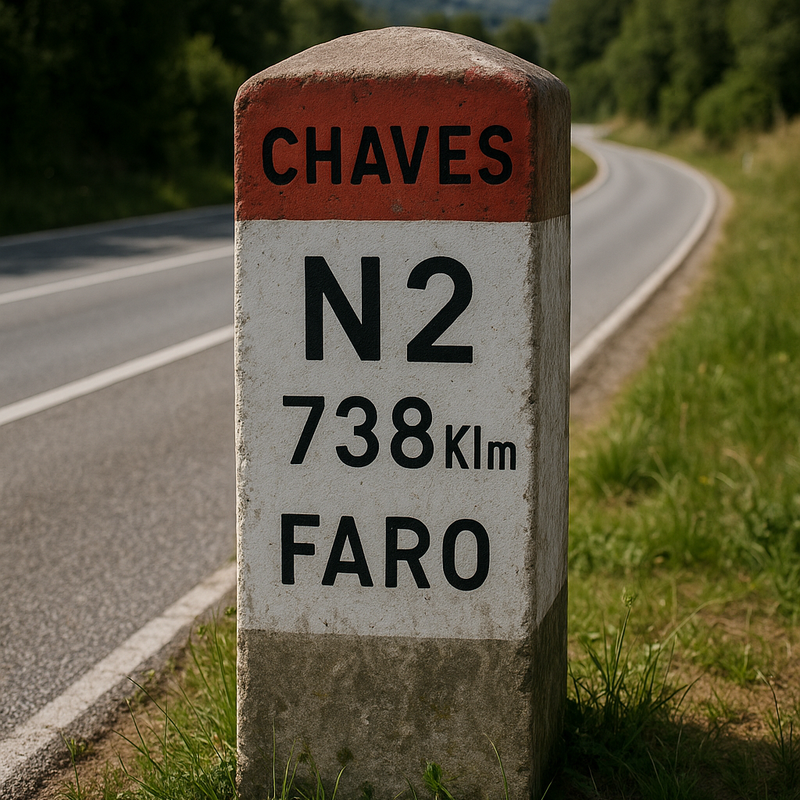 CHAVES
N2
738 Klm
FARO